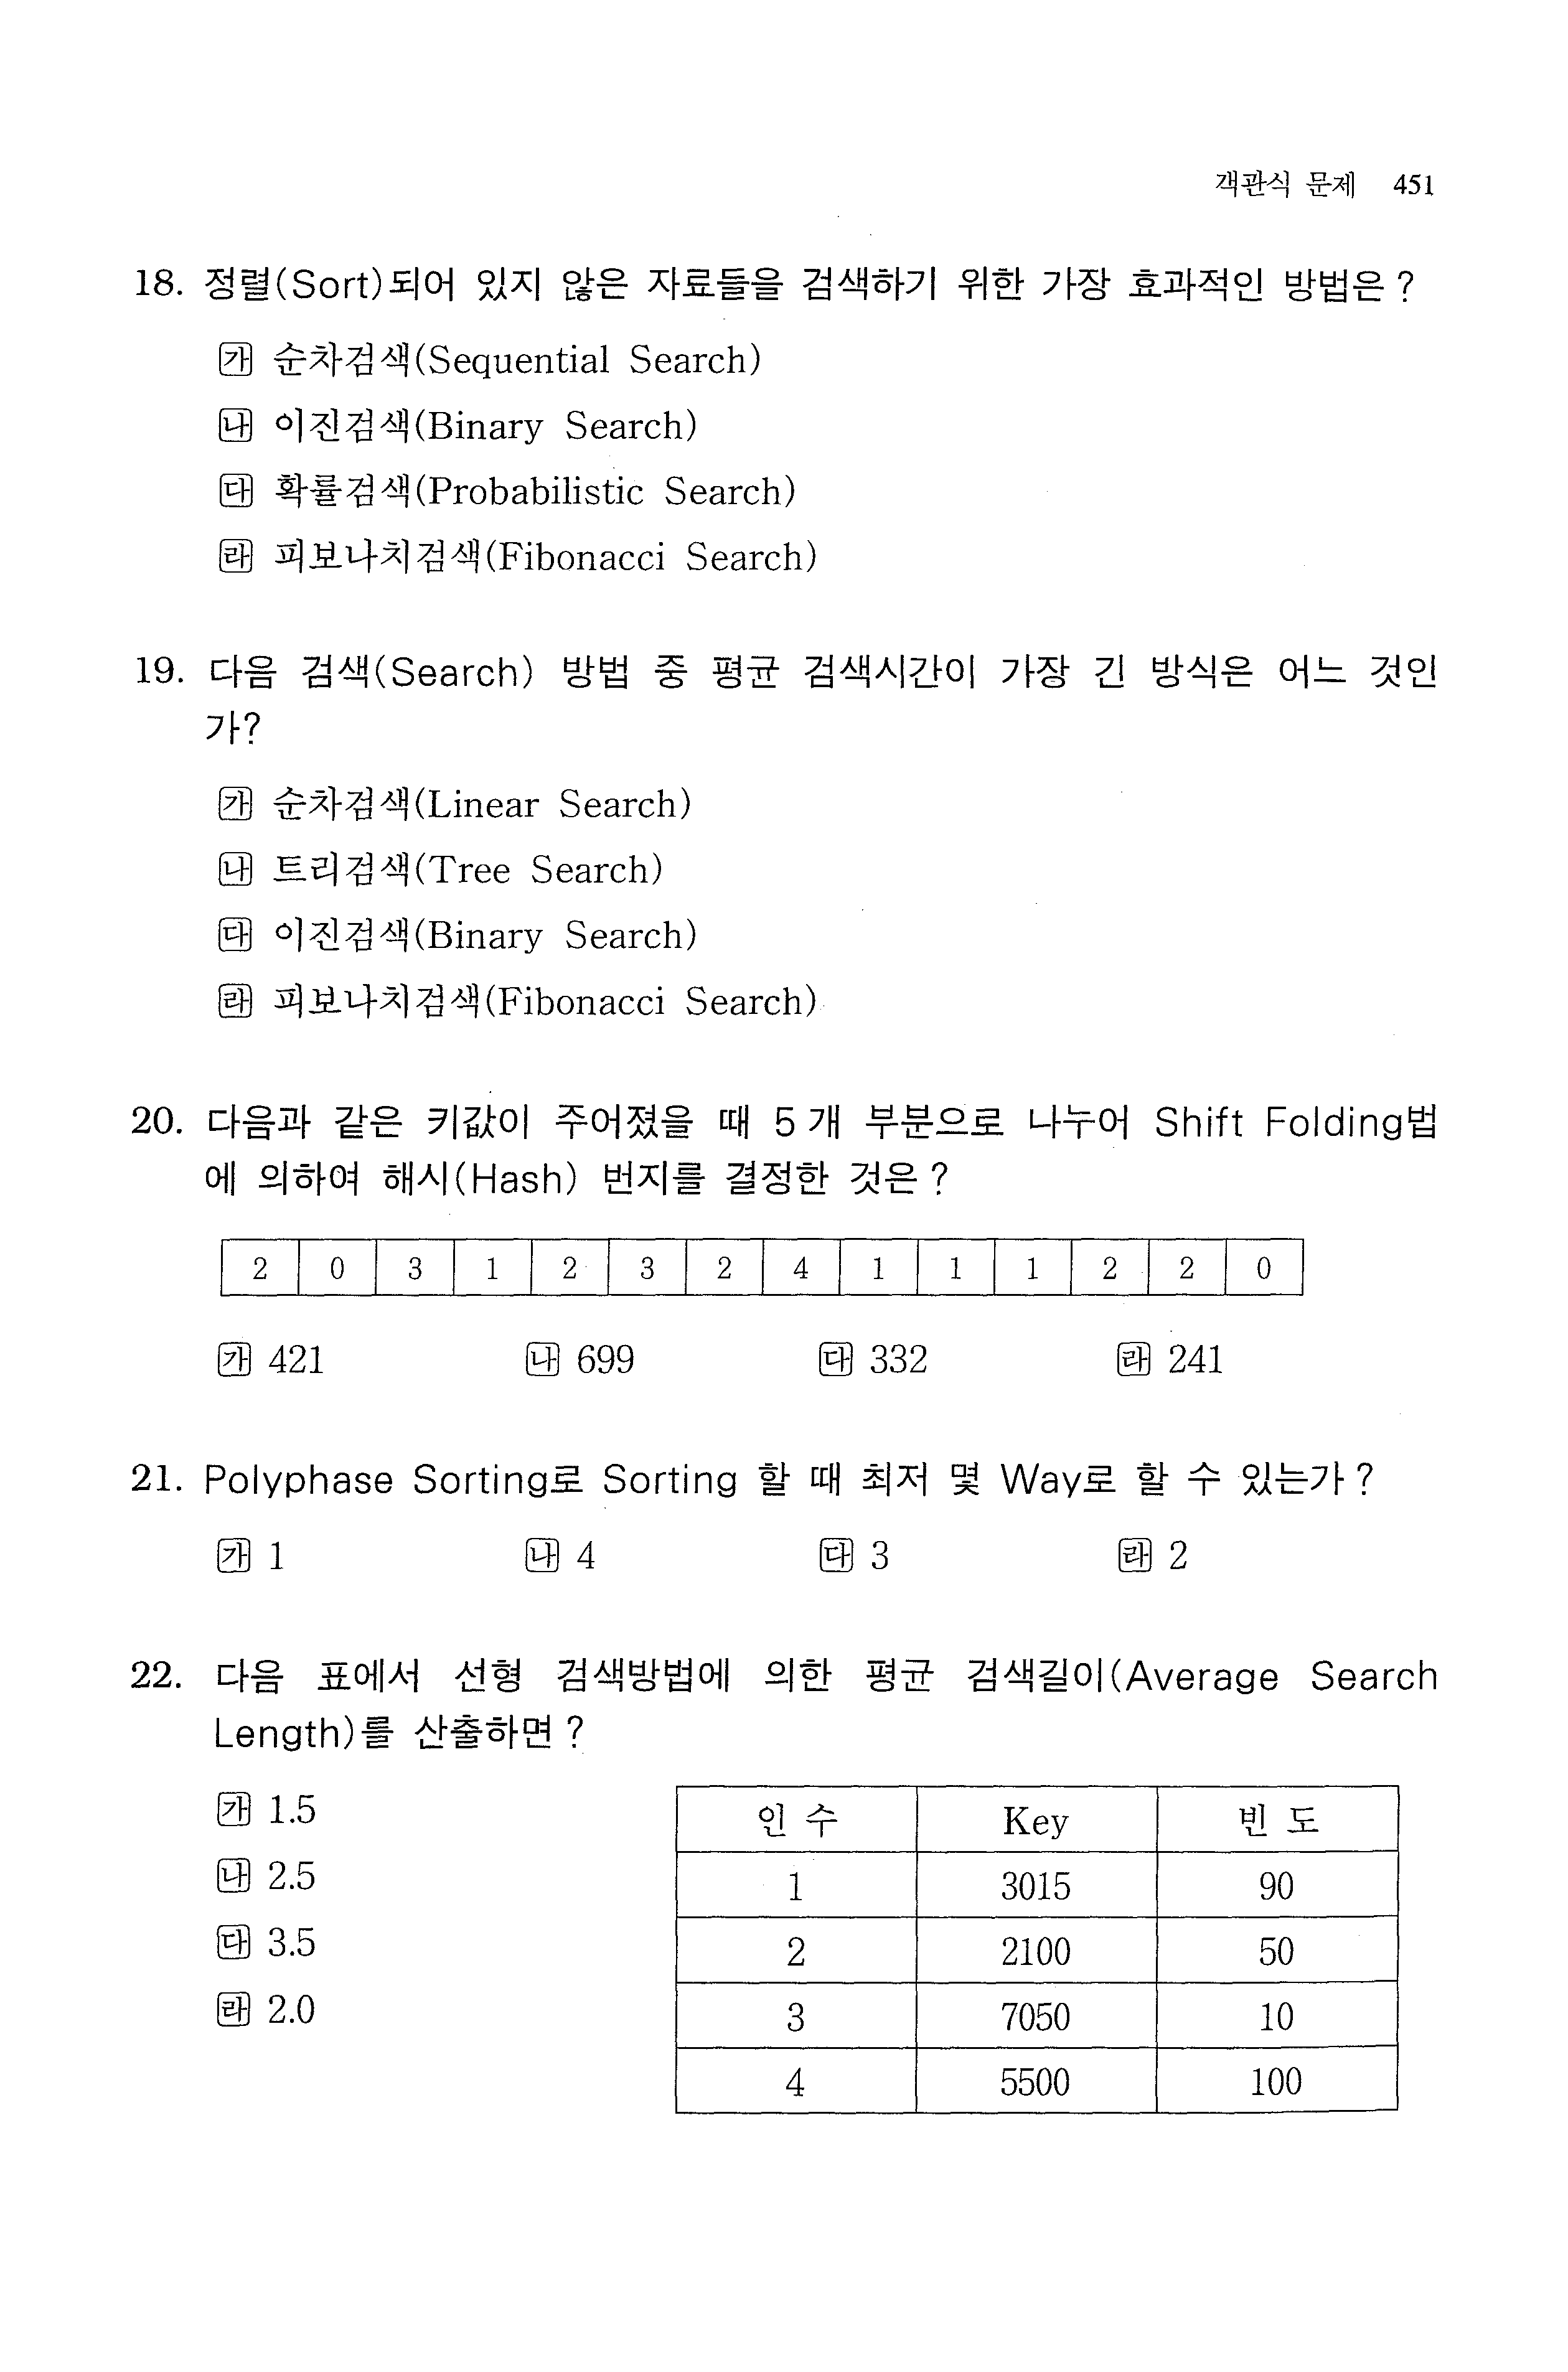 객관식 문제 451
18. 정렬(Sort)되어 있지 않은 자료들을 검색하기 위한 가장 효과적인 방법은?
㉮ 순차검색(Sequential Search)
㉯ 이진검색(Binary Search)
㉰ 확률검색(Probabilistic Search)
㉱ 피보나치검색(Fibonacci Search)
19. 다음 검색(Search) 방법 중 평균 검색시간이 가장 긴 방식은 어느 것인
가?
㉮ 순차검색(Linear Search)
㉯ 트리검색(Tree Search)
㉰ 이진검색(Binary Search)
㉱ 피보나치검색(Fibonacci Search)
20. 다음과 같은 키값이 주어졌을 때 5개 부분으로 나누어 Shift Folding법
에 의하여 해시(Hash) 번지를 결정한 것은?
2 0 3 1 2 3 2 4 1 1 1 2 2 0
㉮ 421 ㉯ 699 ㉰ 332 ㉱ 241
21. Polyphase Sorting로 Sorting 할 때 최저 몇 Way로 할 수 있는가?
㉮ 1 ㉯ 4 ㉰ 3 ㉱ 2
22. 다음 표에서 선형 검색방법에 의한 평균 검색길이(Average Search
Length)를 산출하면?
㉮ 1.5
㉯ 2.5
㉰ 3.5
㉱ 2.0
인 수 Key 빈 도
1 3015 90
2 2100 50
3 7050 10
4 5500 100